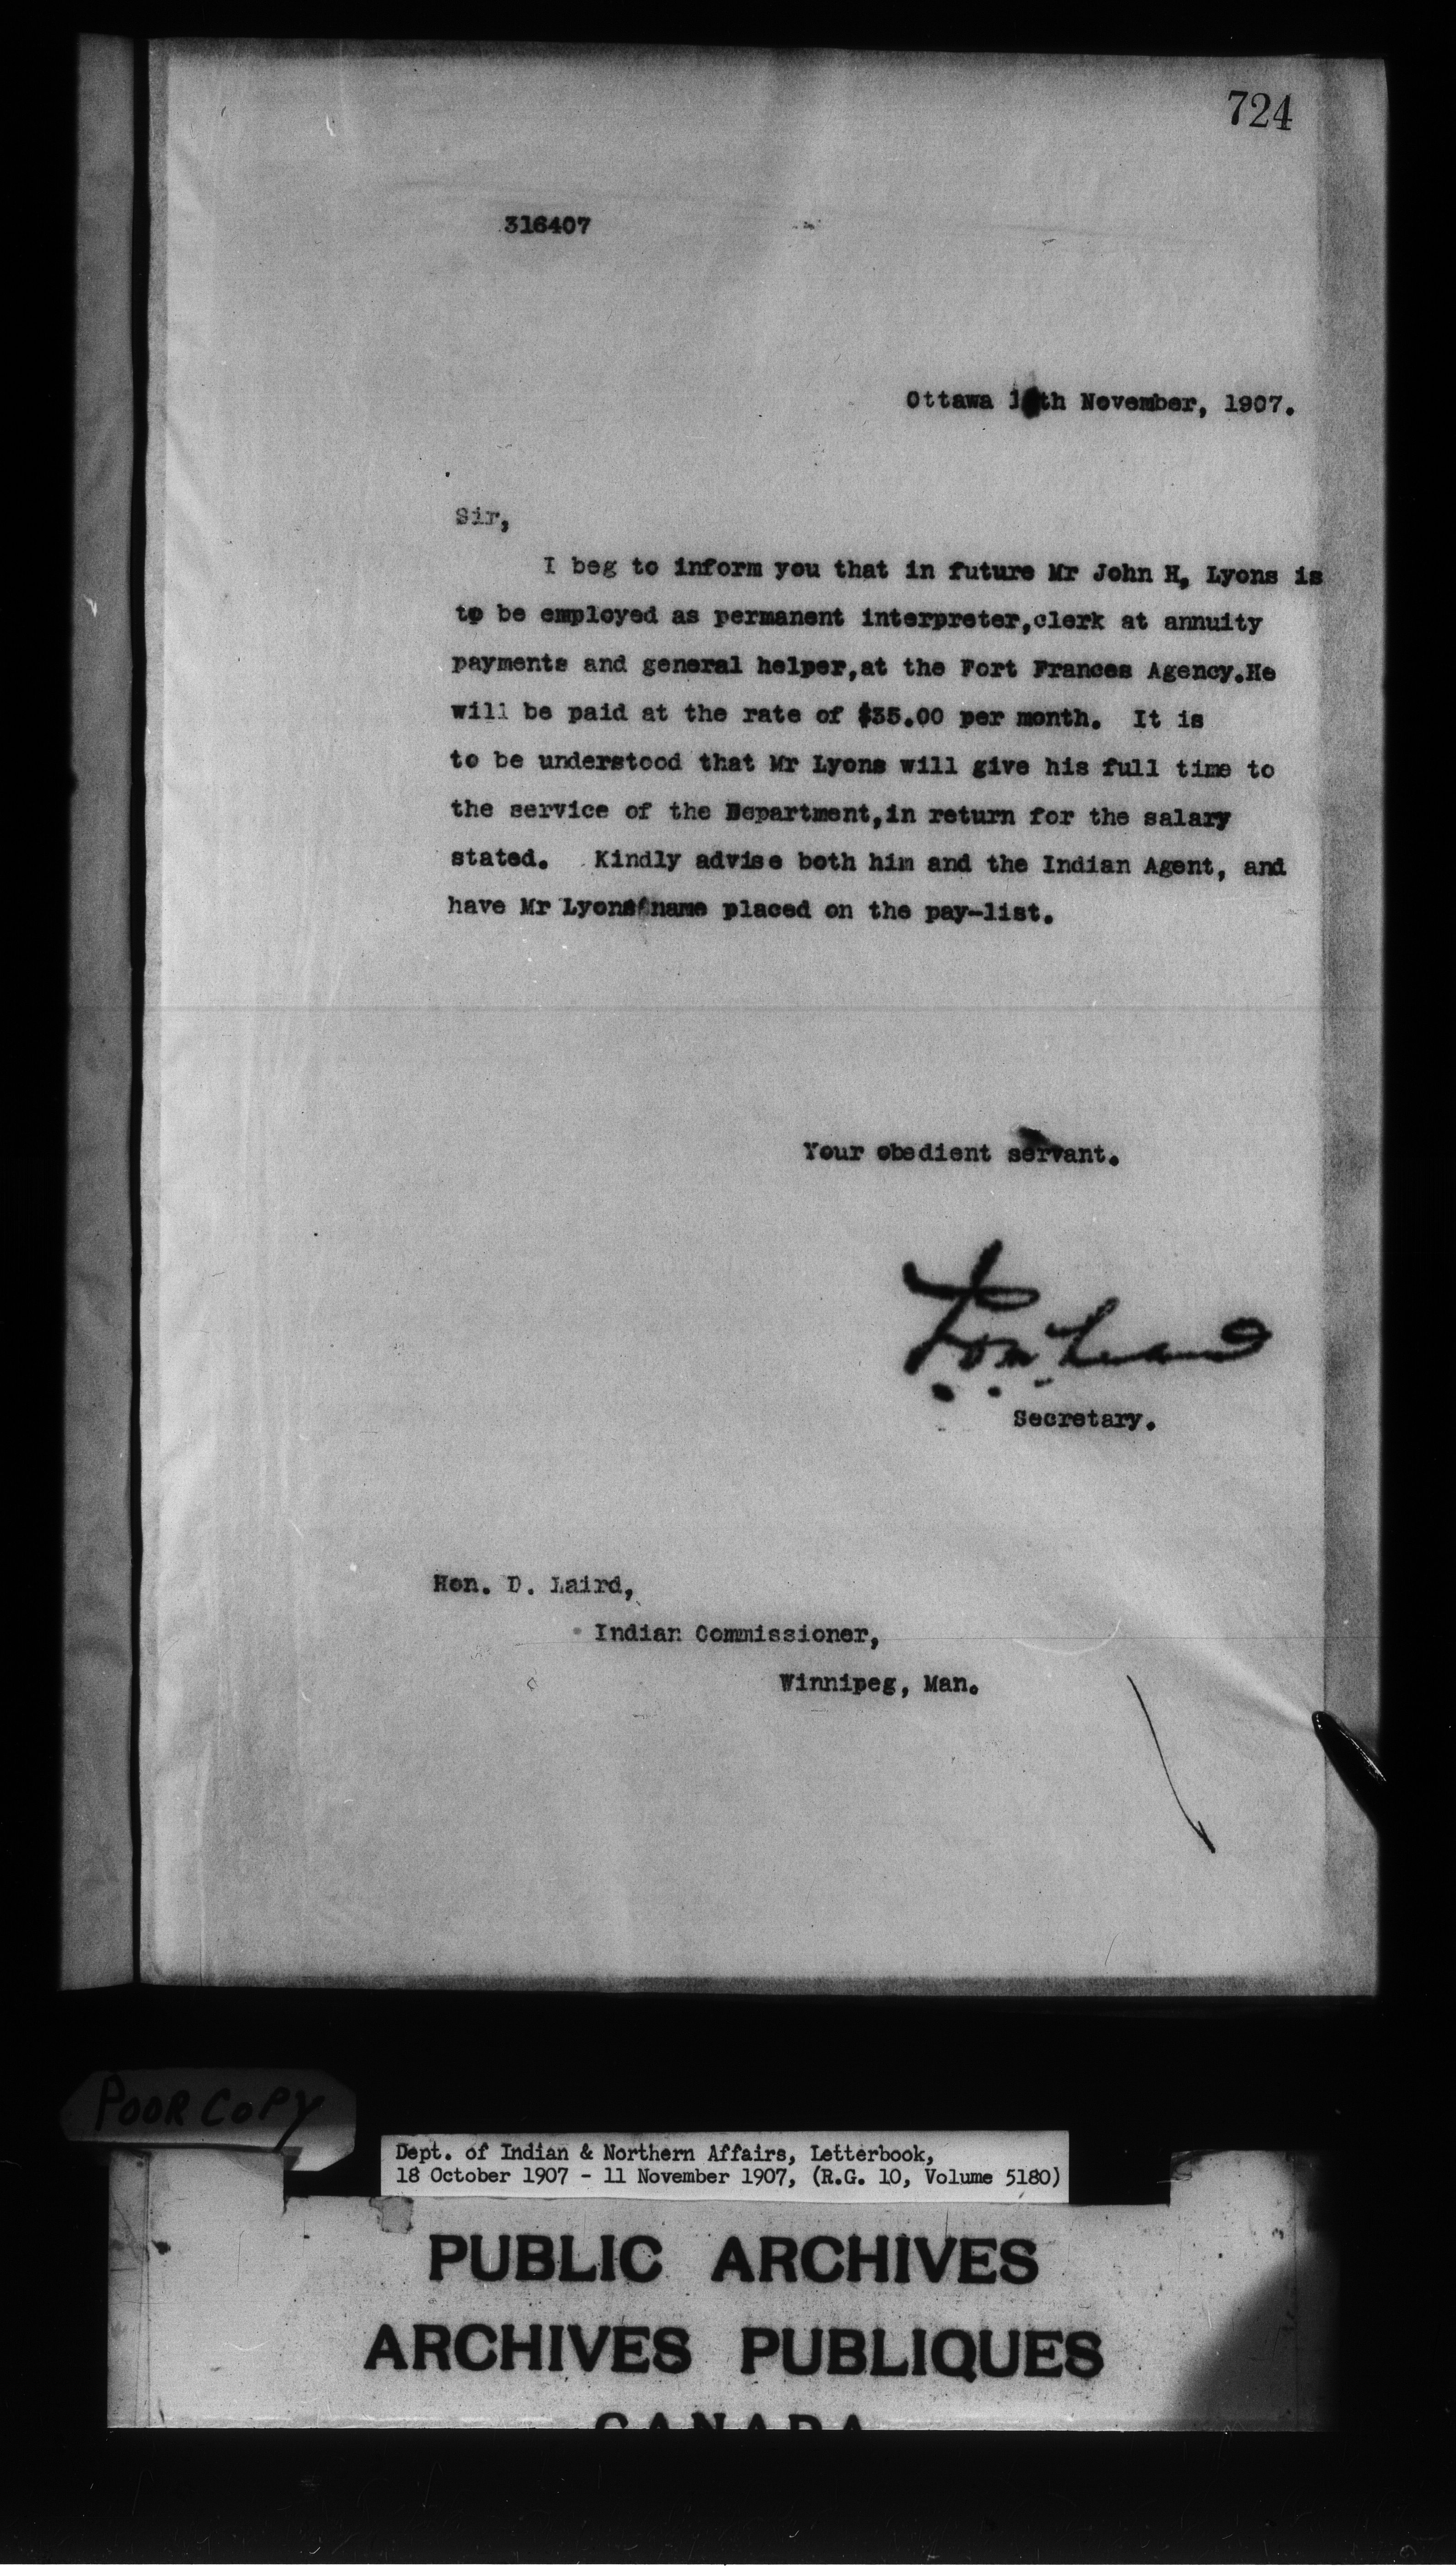 724
316407
Ottawa th November, 1907.
Sir,
I beg to inform you that in future Mr John H, Lyons is
to be employed as permanent interpreter,clerk at annuity
payments and general helper,at the Fort Frances Agency.He
will be paid at the rate of $35.00 per month. It is
to be understood that Mr Lyons will give his full time to
the service of the Department,in return for the salary
stated. Kindly advise both him and the Indian Agent, and
have Mr Lyons' name placed on the pay-list.
Your obedient servant.
Secretary.
Hon. D. Laird,
Indian Commissioner,
Winnipeg, Man.
POOR COPY
Dept. of Indian & Northern Affairs, Letterbook,
18 October 1907 - 11 November 1907, (R.G. 10, Volume 5180)
PUBLIC ARCHIVES
ARCHIVES PUBLIQUES
CANADA